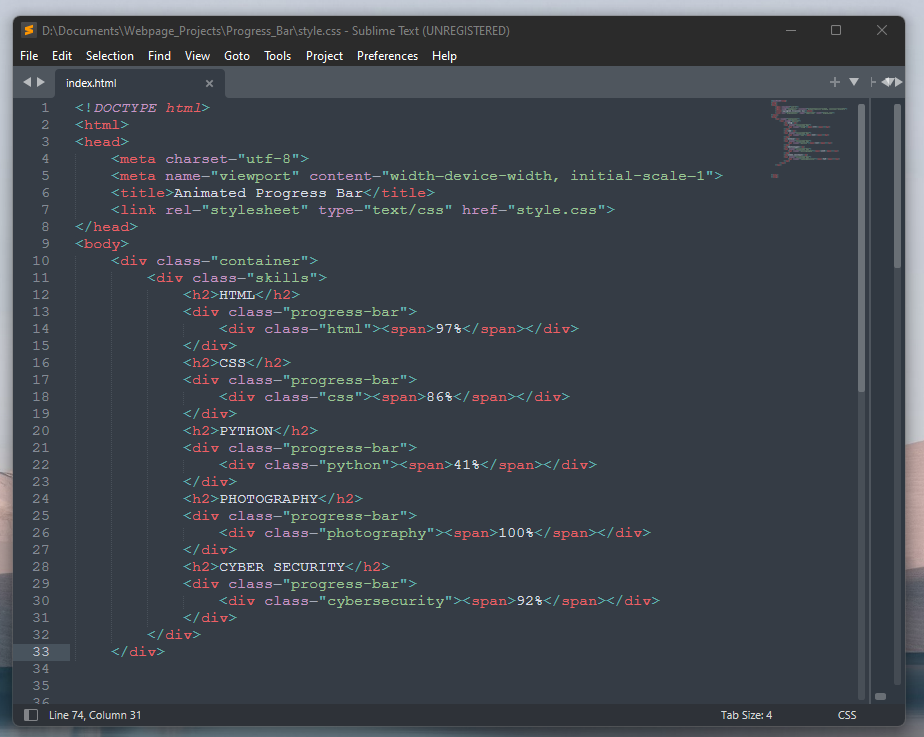 D:\Documents\Webpage_Projects\Progress_Bar\style.css - Sublime Text (UNREGISTERED)
File Edit Selection Find View Goto Tools Project Preferences Help
index.html
1 <!DOCTYPE html>
2 <html>
3 <head>
4 <meta charset="utf-8">
5 <meta name="viewport" content="width-device-width, initial-scale-1">
6 <title>Animated Progress Bar</title>
7 <link rel="stylesheet" type="text/css" href="style.css">
8 </head>
9 <body>
10 <div class="container">
11 <div class="skills">
12 <h2>HTML</h2>
13 <div class="progress-bar">
14 <div class="html"><span>97%</span></div>
15 </div>
16 <h2>CSS</h2>
17 <div class="progress-bar">
18 <div class="css"><span>86%</span></div>
19 </div>
20 <h2>PYTHON</h2>
21 <div class="progress-bar">
22 <div class="python"><span>41%</span></div>
23 </div>
24 <h2>PHOTOGRAPHY</h2>
25 <div class="progress-bar">
26 <div class="photography"><span>100%</span></div>
27 </div>
28 <h2>CYBER SECURITY</h2>
29 <div class="progress-bar">
30 <div class="cybersecurity"><span>92%</span></div>
31 </div>
32 </div>
33 </div>
34
35
36
Line 74, Column 31 Tab Size: 4 CSS